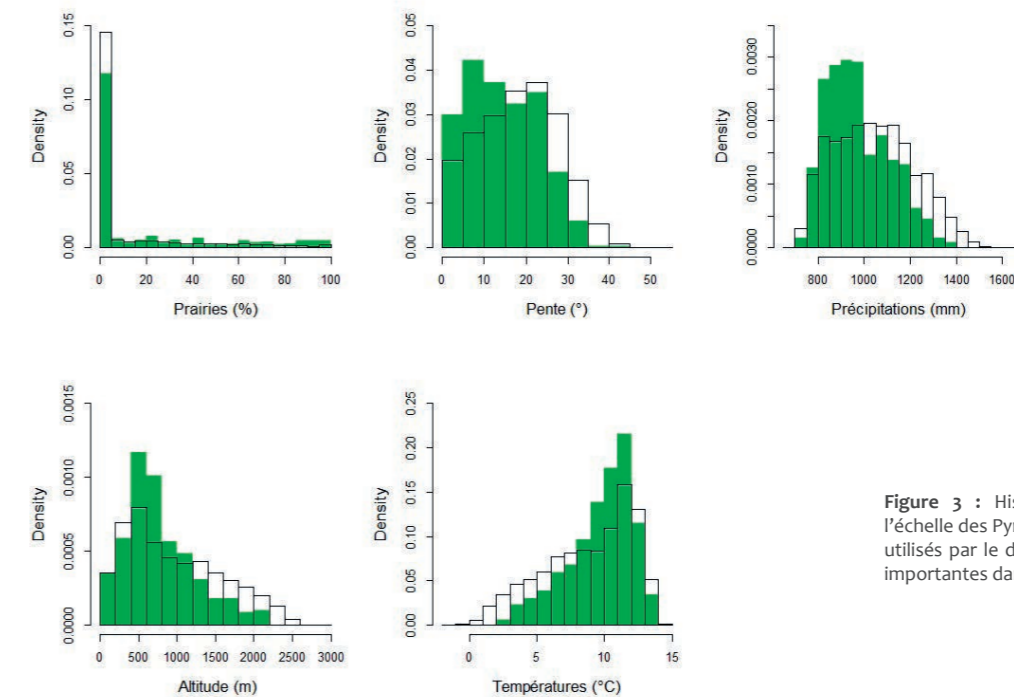 0.15
0.10
0.05
0.00
Density
0 20 40 60 80 100
Prairies (%)
0.05
0.04
0.03
0.02
0.01
0.00
Density
0 10 20 30 40 50
Pente (°)
0.0030
0.0020
0.0010
0.0000
Density
800 1000 1200 1400 1600
Précipitations (mm)
0.0015
0.0010
0.0005
0.0000
Density
0 500 1000 1500 2000 2500 3000
Altitude (m)
0.25
0.20
0.15
0.10
0.05
0.00
Density
0 5 10 15
Températures (°C)
Figure 3 : His
l'échelle des Pyr
utilisés par le d
importantes da